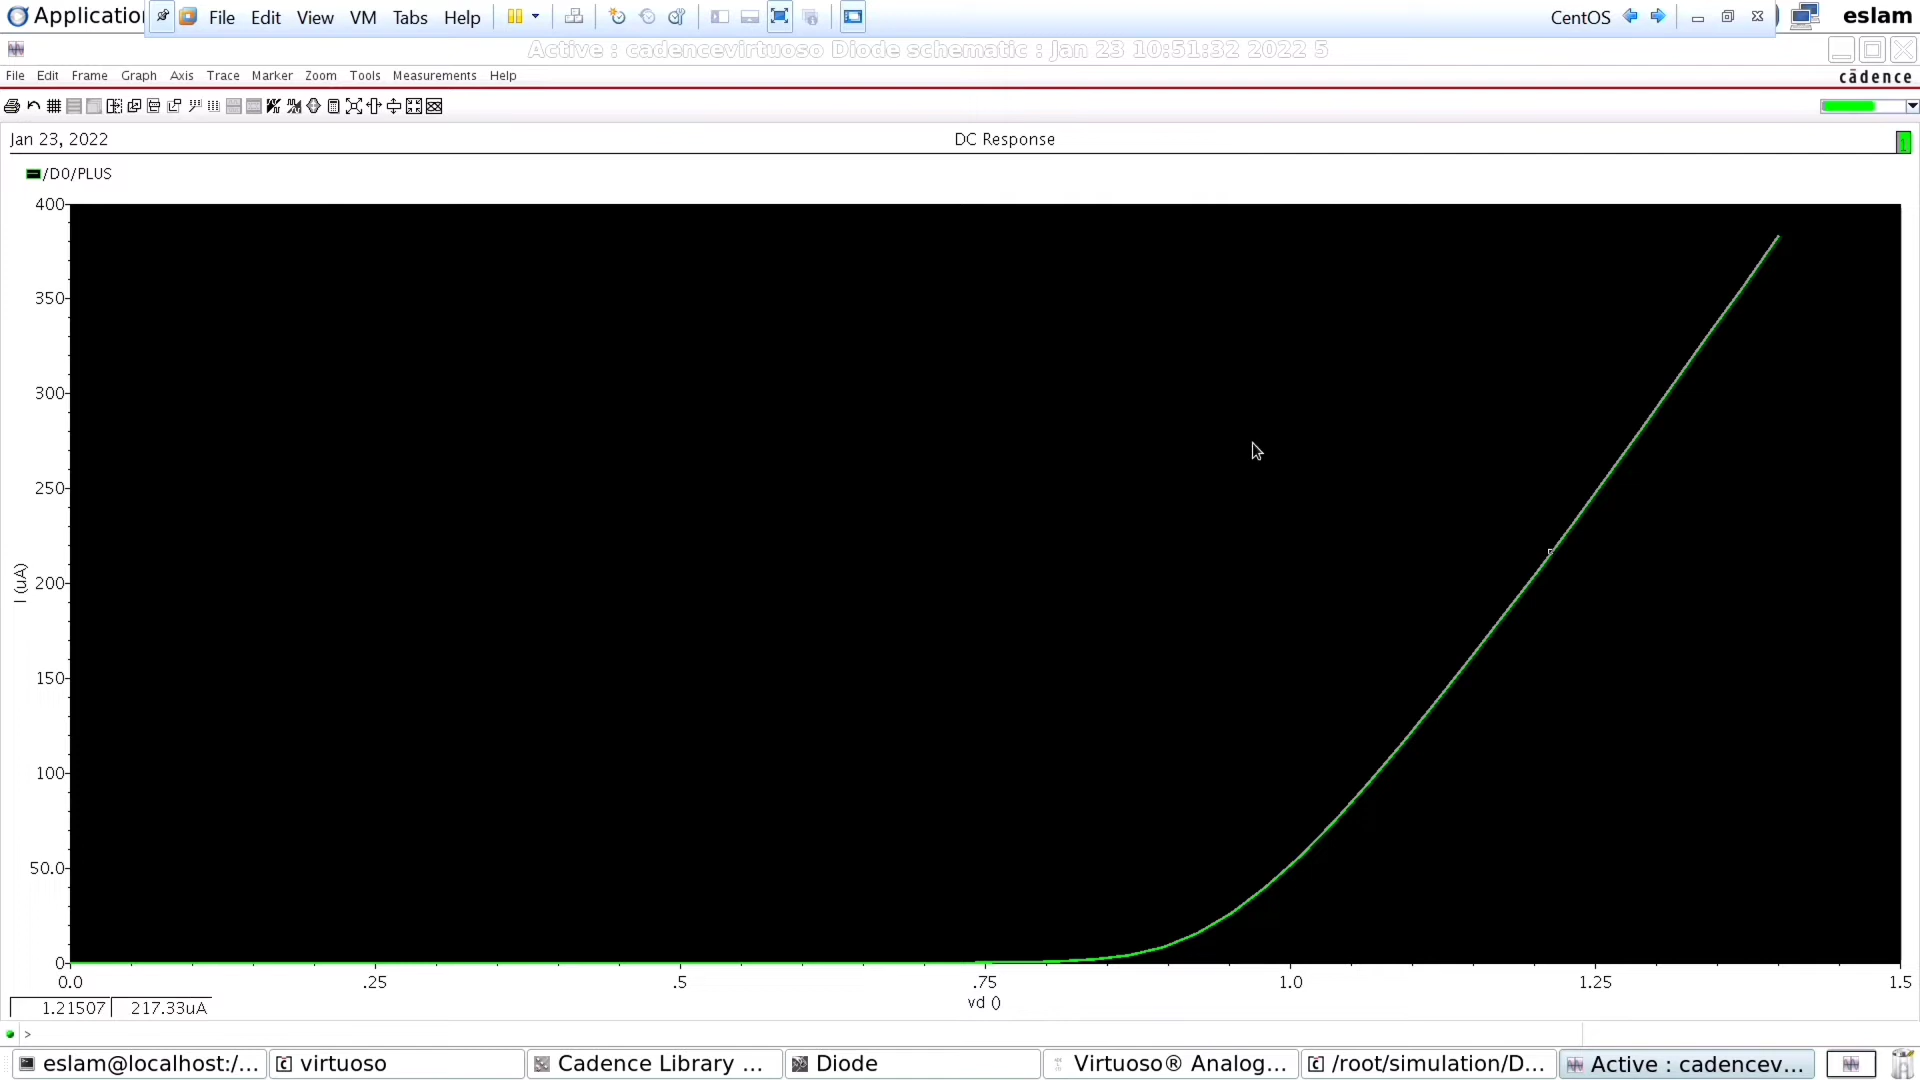 Application
File Edit View VM Tabs Help
CentOS
eslam
Active : cadencevirtuoso Diode schematic : Jan 23 10:51:32 2022 5
File Edit Frame Graph Axis Trace Marker Zoom Tools Measurements Help
cādence
Jan 23, 2022
DC Response
1
/D0/PLUS
400
350
300
250
I (uA)
200
150
100
50.0
0
0.0 .25 .5 .75 1.0 1.25 1.5
vd ()
1.21507 217.33uA
>
eslam@localhost:/... virtuoso Cadence Library ... Diode Virtuoso® Analog... /root/simulation/D... Active : cadencev...